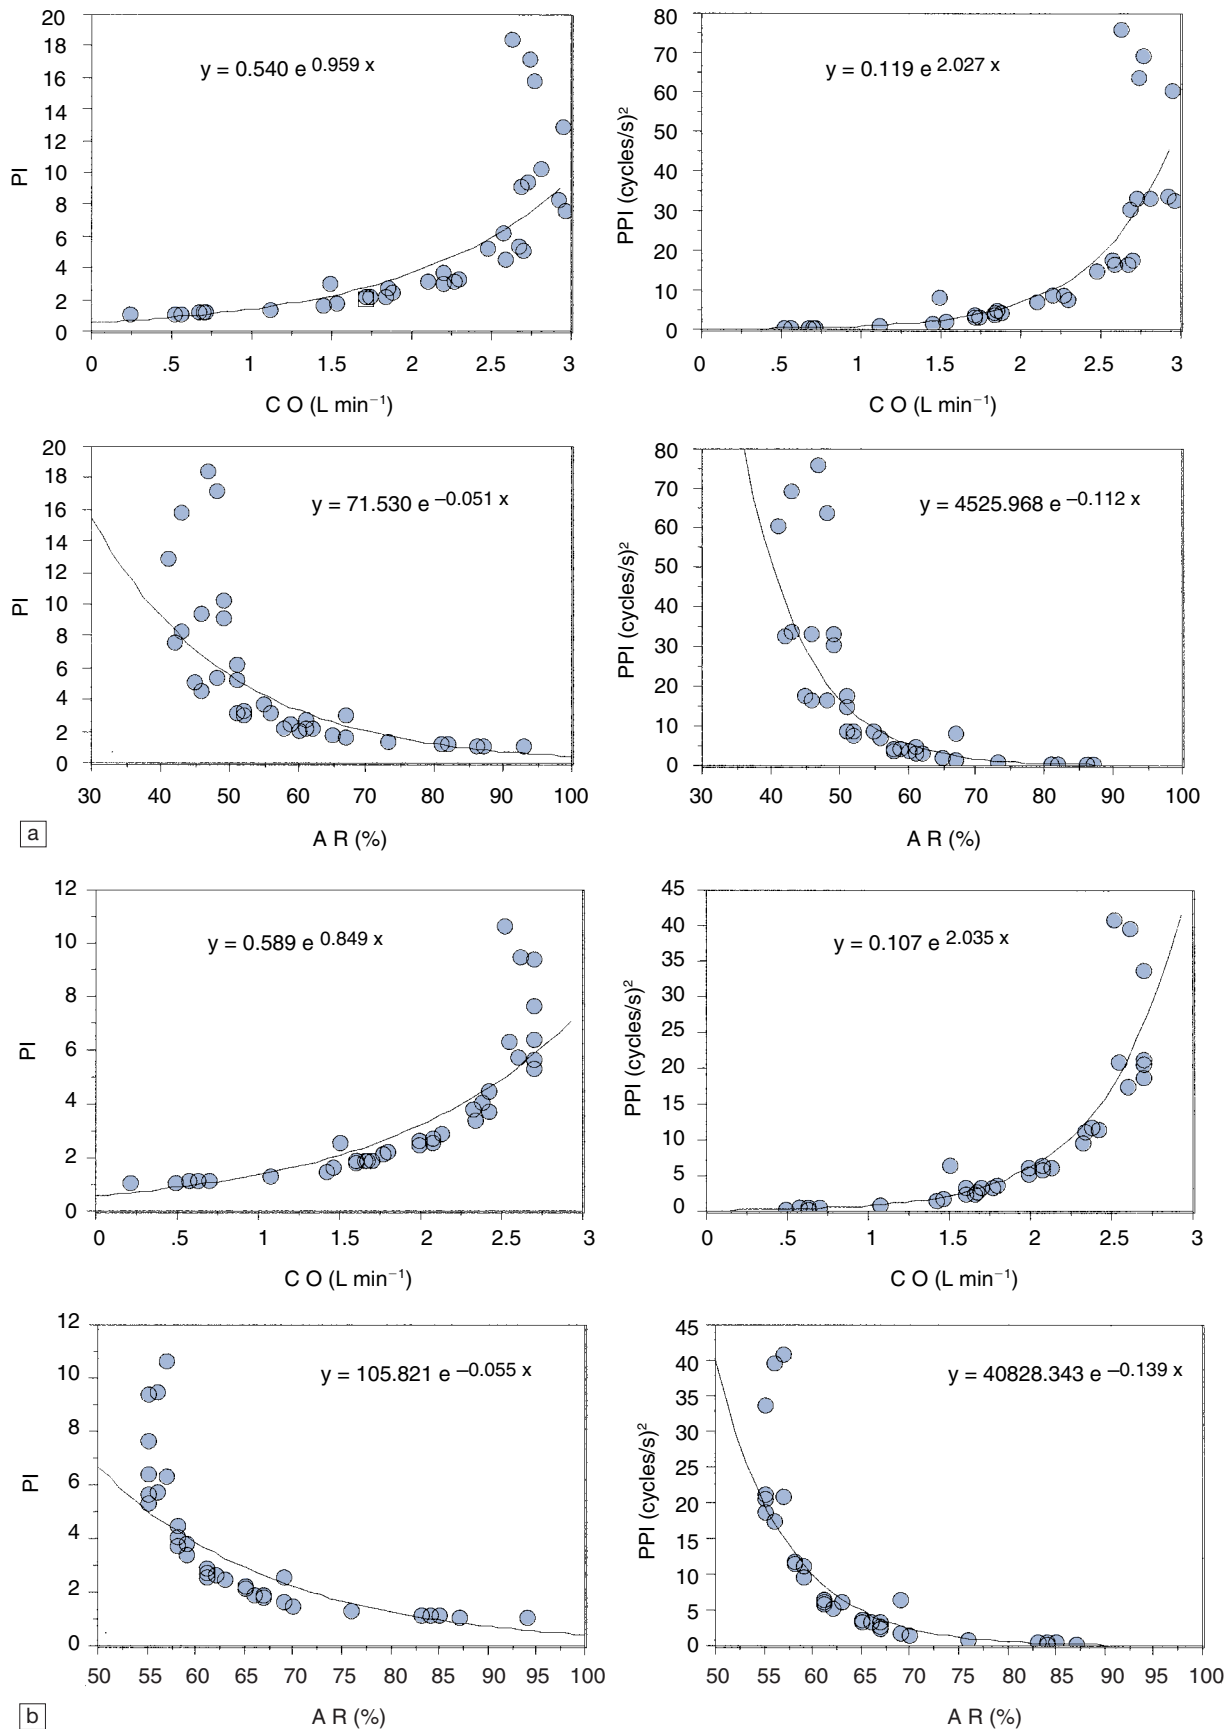 20
18
16
14
12
10
8
6
4
2
0
PI
y = 0.540 e 0.959 x
0 .5 1 1.5 2 2.5 3
C O (L min−1)
80
70
60
50
40
30
20
10
0
PPI (cycles/s)2
y = 0.119 e 2.027 x
0 .5 1 1.5 2 2.5 3
C O (L min−1)
20
18
16
14
12
10
8
6
4
2
0
PI
y = 71.530 e −0.051 x
30 40 50 60 70 80 90 100
A R (%)
80
70
60
50
40
30
20
10
0
PPI (cycles/s)2
y = 4525.968 e −0.112 x
30 40 50 60 70 80 90 100
A R (%)
a
12
10
8
6
4
2
0
PI
y = 0.589 e 0.849 x
0 .5 1 1.5 2 2.5 3
C O (L min−1)
45
40
35
30
25
20
15
10
5
0
PPI (cycles/s)2
y = 0.107 e 2.035 x
0 .5 1 1.5 2 2.5 3
C O (L min−1)
12
10
8
6
4
2
0
PI
y = 105.821 e −0.055 x
50 55 60 65 70 75 80 85 90 95 100
A R (%)
45
40
35
30
25
20
15
10
5
0
PPI (cycles/s)2
y = 40828.343 e −0.139 x
50 55 60 65 70 75 80 85 90 95 100
A R (%)
b